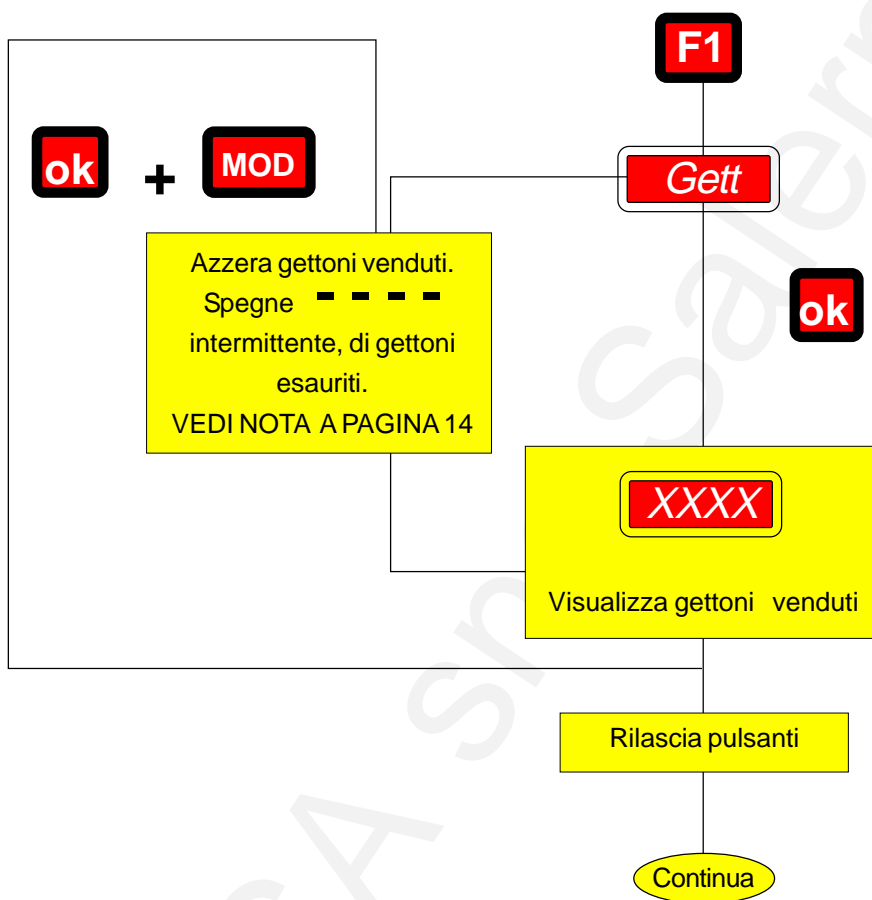 F1
Gett
ok + MOD
Azzera gettoni venduti.
Spegne - - - -
intermittente, di gettoni
esauriti.
VEDI NOTA A PAGINA 14
ok
XXXX
Visualizza gettoni venduti
Rilascia pulsanti
Continua